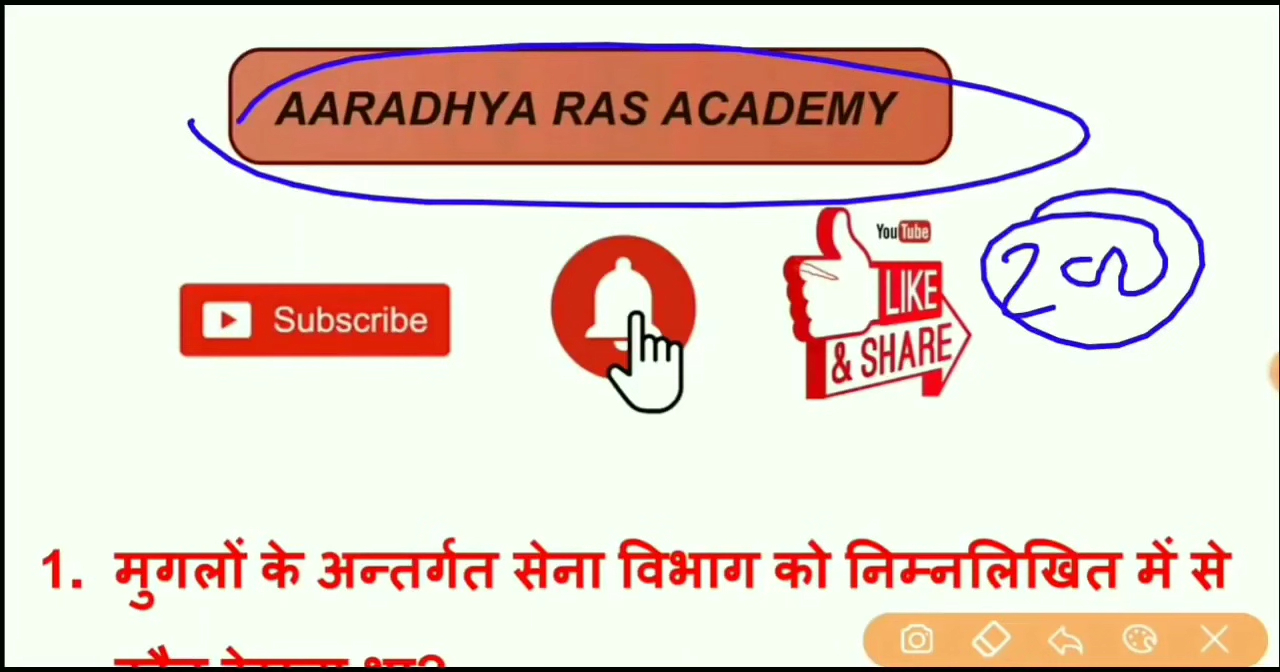 AARADHYA RAS ACADEMY
YouTube
Subscribe
LIKE
& SHARE
1. मुगलों के अन्तर्गत सेना विभाग को निम्नलिखित में से